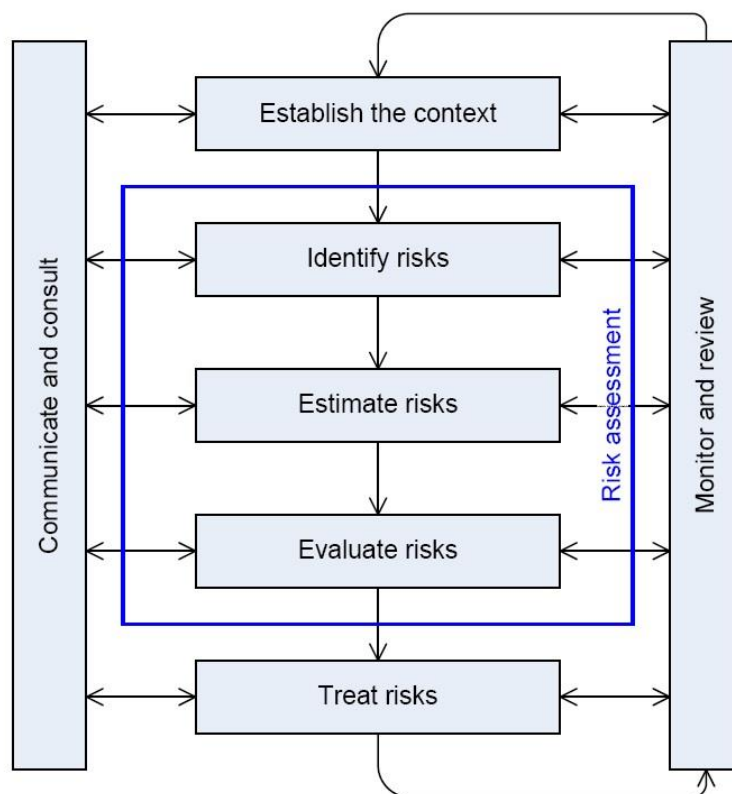 Establish the context
Identify risks
Estimate risks
Evaluate risks
Treat risks
Communicate and consult
Risk assessment
Monitor and review